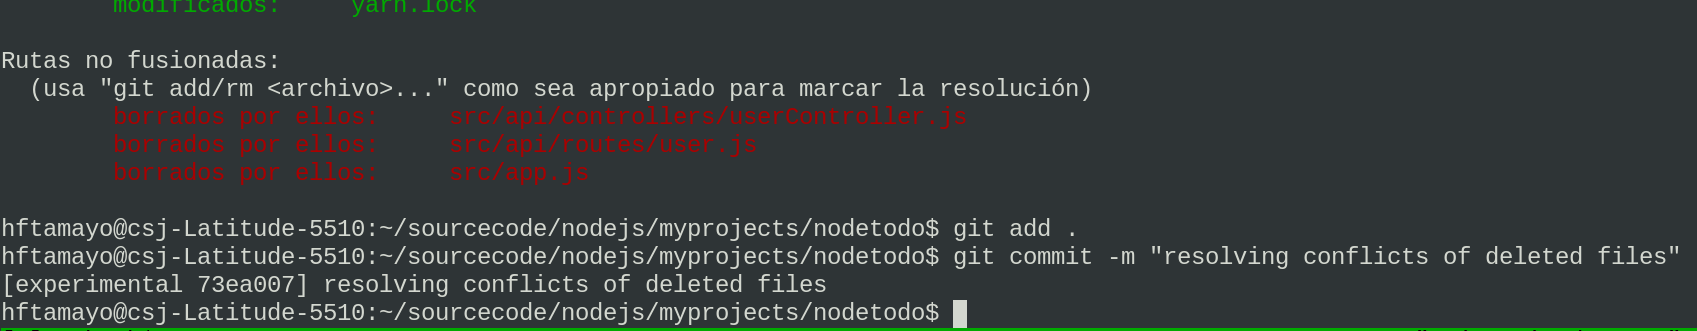 modificados:     yarn.lock
Rutas no fusionadas:
  (usa "git add/rm <archivo>..." como sea apropiado para marcar la resolución)
        borrados por ellos:     src/api/controllers/userController.js
        borrados por ellos:     src/api/routes/user.js
        borrados por ellos:     src/app.js
hftamayo@csj-Latitude-5510:~/sourcecode/nodejs/myprojects/nodetodo$ git add .
hftamayo@csj-Latitude-5510:~/sourcecode/nodejs/myprojects/nodetodo$ git commit -m "resolving conflicts of deleted files"
[experimental 73ea007] resolving conflicts of deleted files
hftamayo@csj-Latitude-5510:~/sourcecode/nodejs/myprojects/nodetodo$